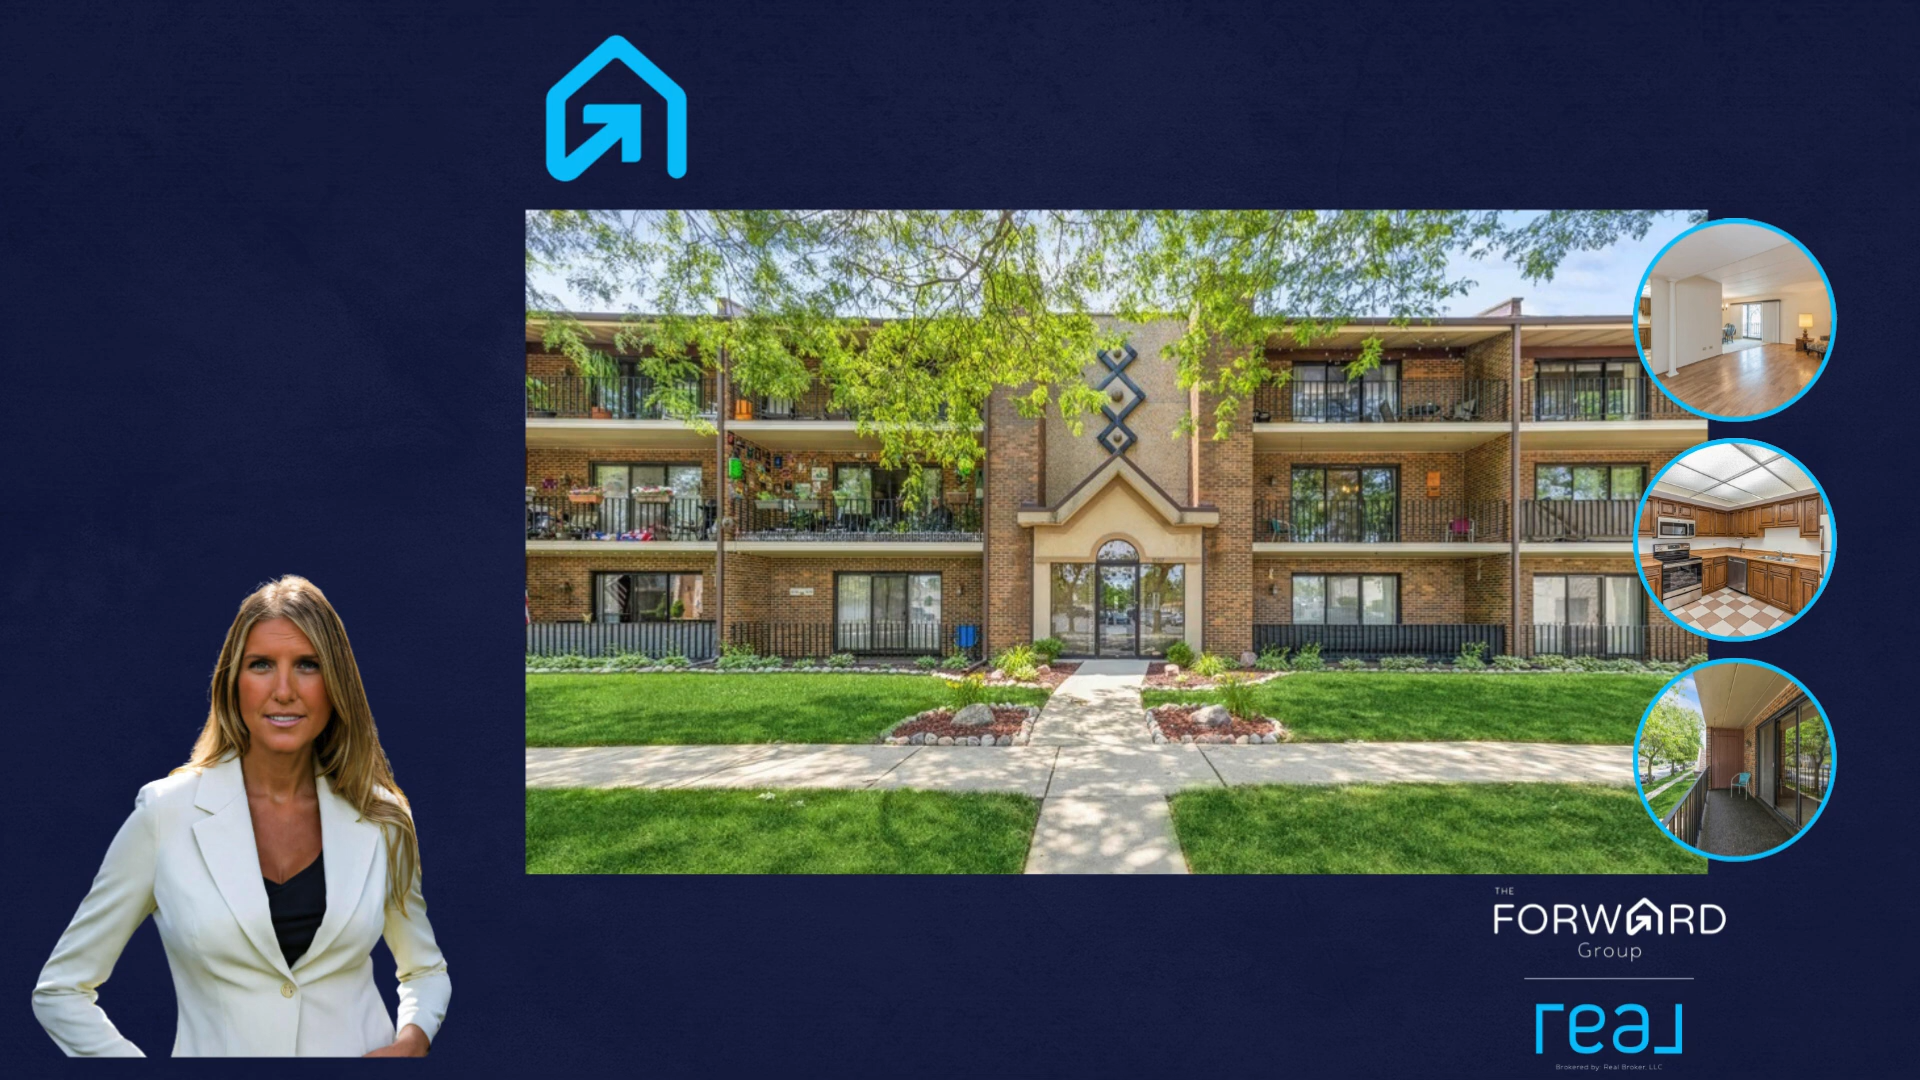 THE
FORWARD
Group
real
Brokered by: Real Broker, LLC